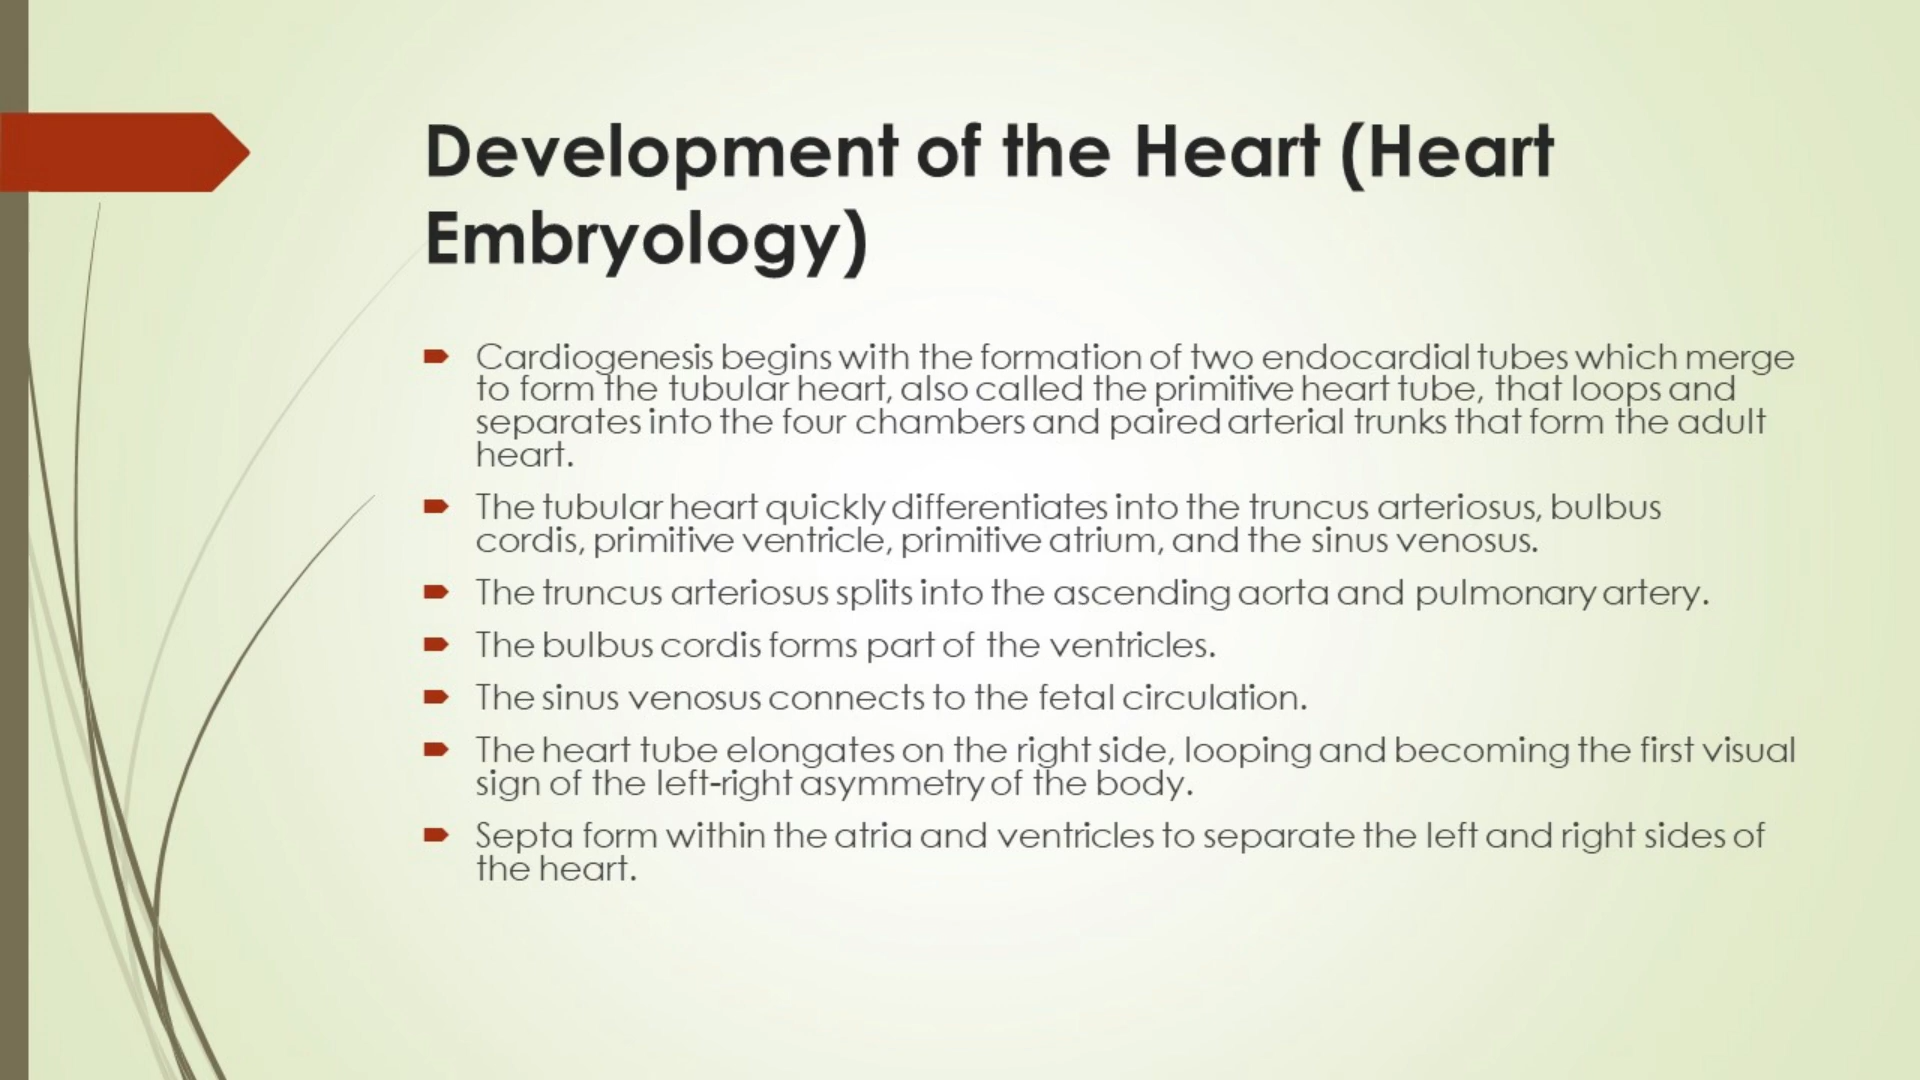 Development of the Heart (Heart
Embryology)
Cardiogenesis begins with the formation of two endocardial tubes which merge
to form the tubular heart, also called the primitive heart tube, that loops and
separates into the four chambers and paired arterial trunks that form the adult
heart.
The tubular heart quickly differentiates into the truncus arteriosus, bulbus
cordis, primitive ventricle, primitive atrium, and the sinus venosus.
The truncus arteriosus splits into the ascending aorta and pulmonary artery.
The bulbus cordis forms part of the ventricles.
The sinus venosus connects to the fetal circulation.
The heart tube elongates on the right side, looping and becoming the first visual
sign of the left-right asymmetry of the body.
Septa form within the atria and ventricles to separate the left and right sides of
the heart.